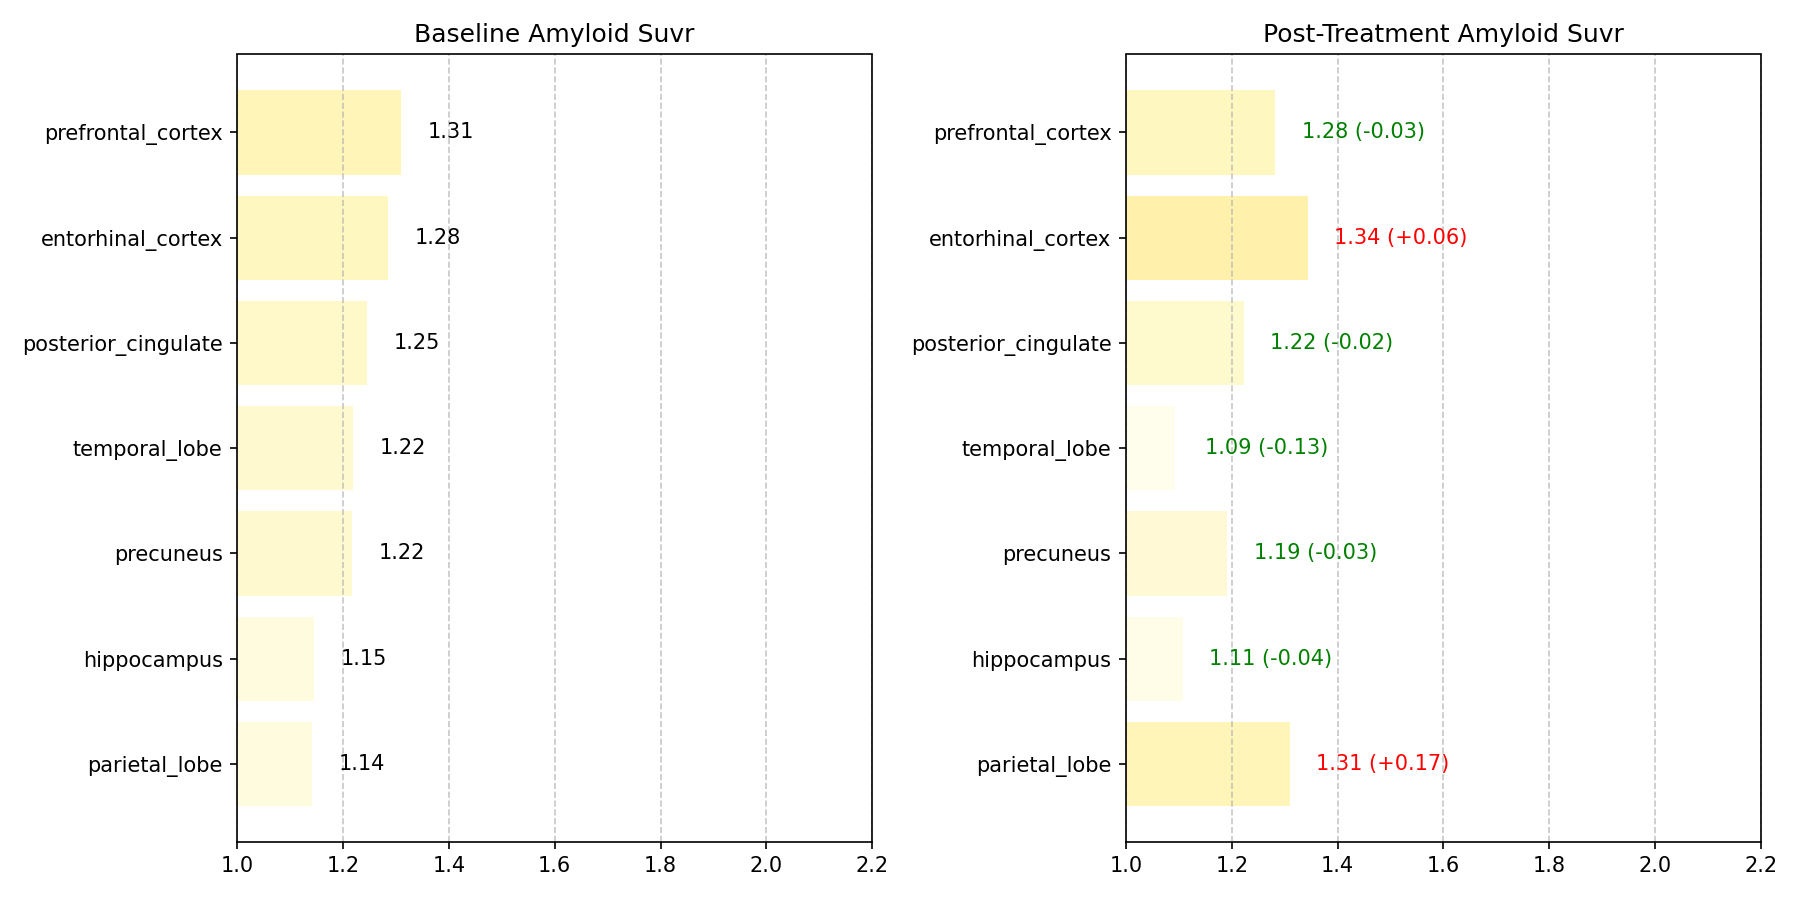 Baseline Amyloid Suvr
prefrontal_cortex 1.31
entorhinal_cortex 1.28
posterior_cingulate 1.25
temporal_lobe 1.22
precuneus 1.22
hippocampus 1.15
parietal_lobe 1.14
1.0 1.2 1.4 1.6 1.8 2.0 2.2
Post-Treatment Amyloid Suvr
prefrontal_cortex 1.28 (-0.03)
entorhinal_cortex 1.34 (+0.06)
posterior_cingulate 1.22 (-0.02)
temporal_lobe 1.09 (-0.13)
precuneus 1.19 (-0.03)
hippocampus 1.11 (-0.04)
parietal_lobe 1.31 (+0.17)
1.0 1.2 1.4 1.6 1.8 2.0 2.2